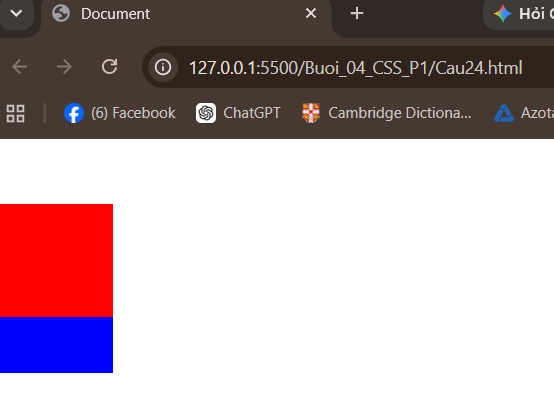 Document
Hỏi
127.0.0.1:5500/Buoi_04_CSS_P1/Cau24.html
(6) Facebook ChatGPT Cambridge Dictiona... Azota